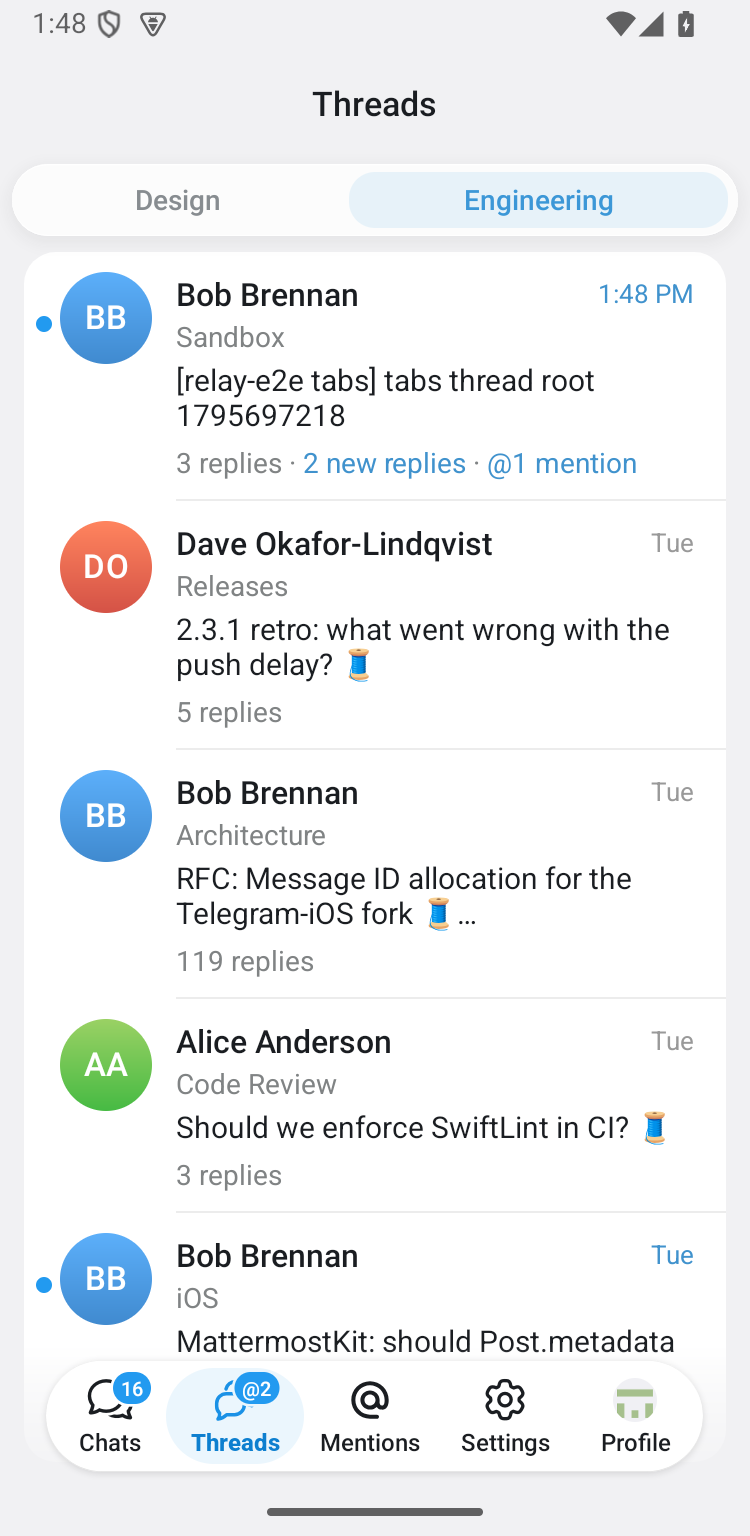 1:48
Threads
Design
Engineering
BB
Bob Brennan
1:48 PM
Sandbox
[relay-e2e tabs] tabs thread root
1795697218
3 replies · 2 new replies · @1 mention
DO
Dave Okafor-Lindqvist
Tue
Releases
2.3.1 retro: what went wrong with the
push delay? 🧵
5 replies
BB
Bob Brennan
Tue
Architecture
RFC: Message ID allocation for the
Telegram-iOS fork 🧵…
119 replies
AA
Alice Anderson
Tue
Code Review
Should we enforce SwiftLint in CI? 🧵
3 replies
BB
Bob Brennan
Tue
iOS
MattermostKit: should Post.metadata
16
@2
Chats
Threads
Mentions
Settings
Profile